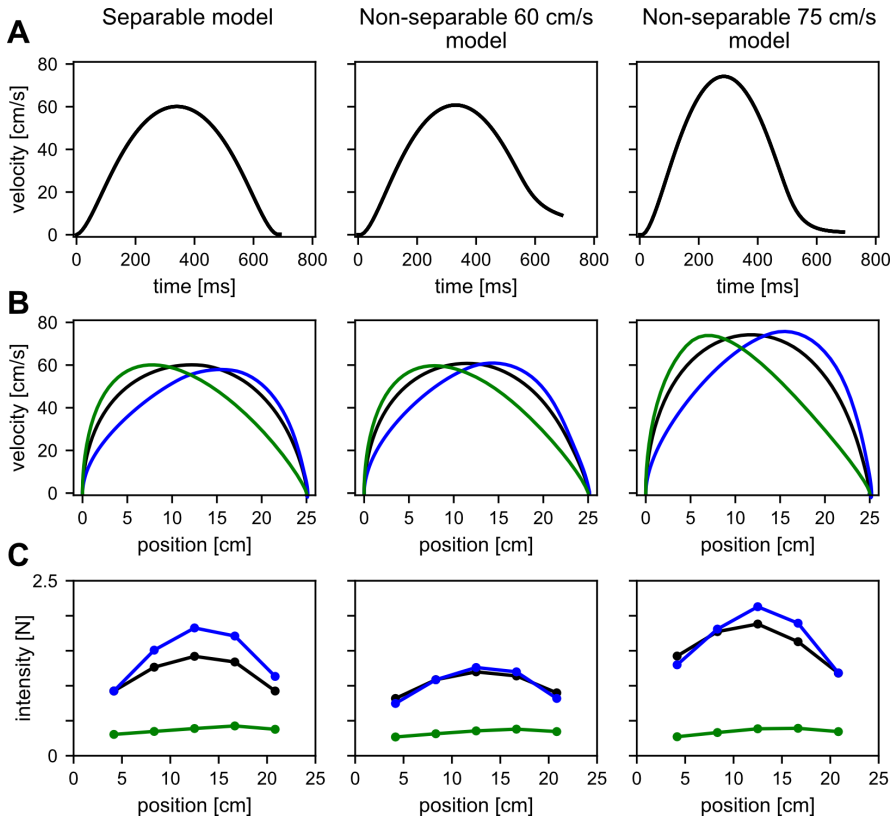 Separable model
Non-separable 60 cm/s
model
Non-separable 75 cm/s
model
A
velocity [cm/s]
80
60
40
20
0
0 200 400 600 800
0 200 400 600 800
0 200 400 600 800
time [ms]
time [ms]
time [ms]
B
velocity [cm/s]
80
60
40
20
0
0 5 10 15 20 25
0 5 10 15 20 25
0 5 10 15 20 25
position [cm]
position [cm]
position [cm]
C
intensity [N]
2.5
0
0 5 10 15 20 25
0 5 10 15 20 25
0 5 10 15 20 25
position [cm]
position [cm]
position [cm]